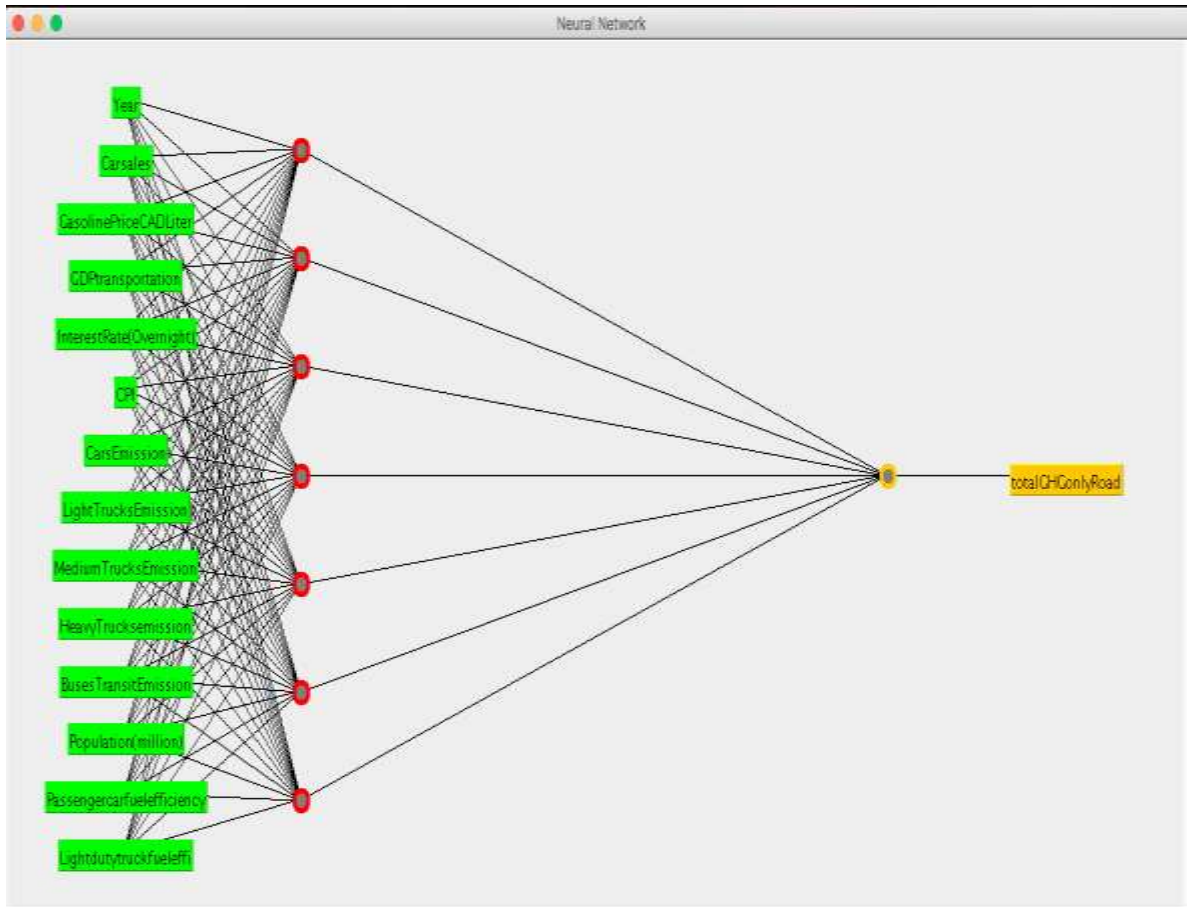 Neural Network
Year
Carsales
GasolinePriceCADLiter
GDPtransportation
InterestRate(Overnight)
CPI
CarsEmission
LightTrucksEmission
MediumTrucksEmission
HeavyTrucksemission
BusesTransitEmission
Population(million)
Passengercarfuelefficiency
Lightdutytruckfueleffi
totalGHGonlyRoad